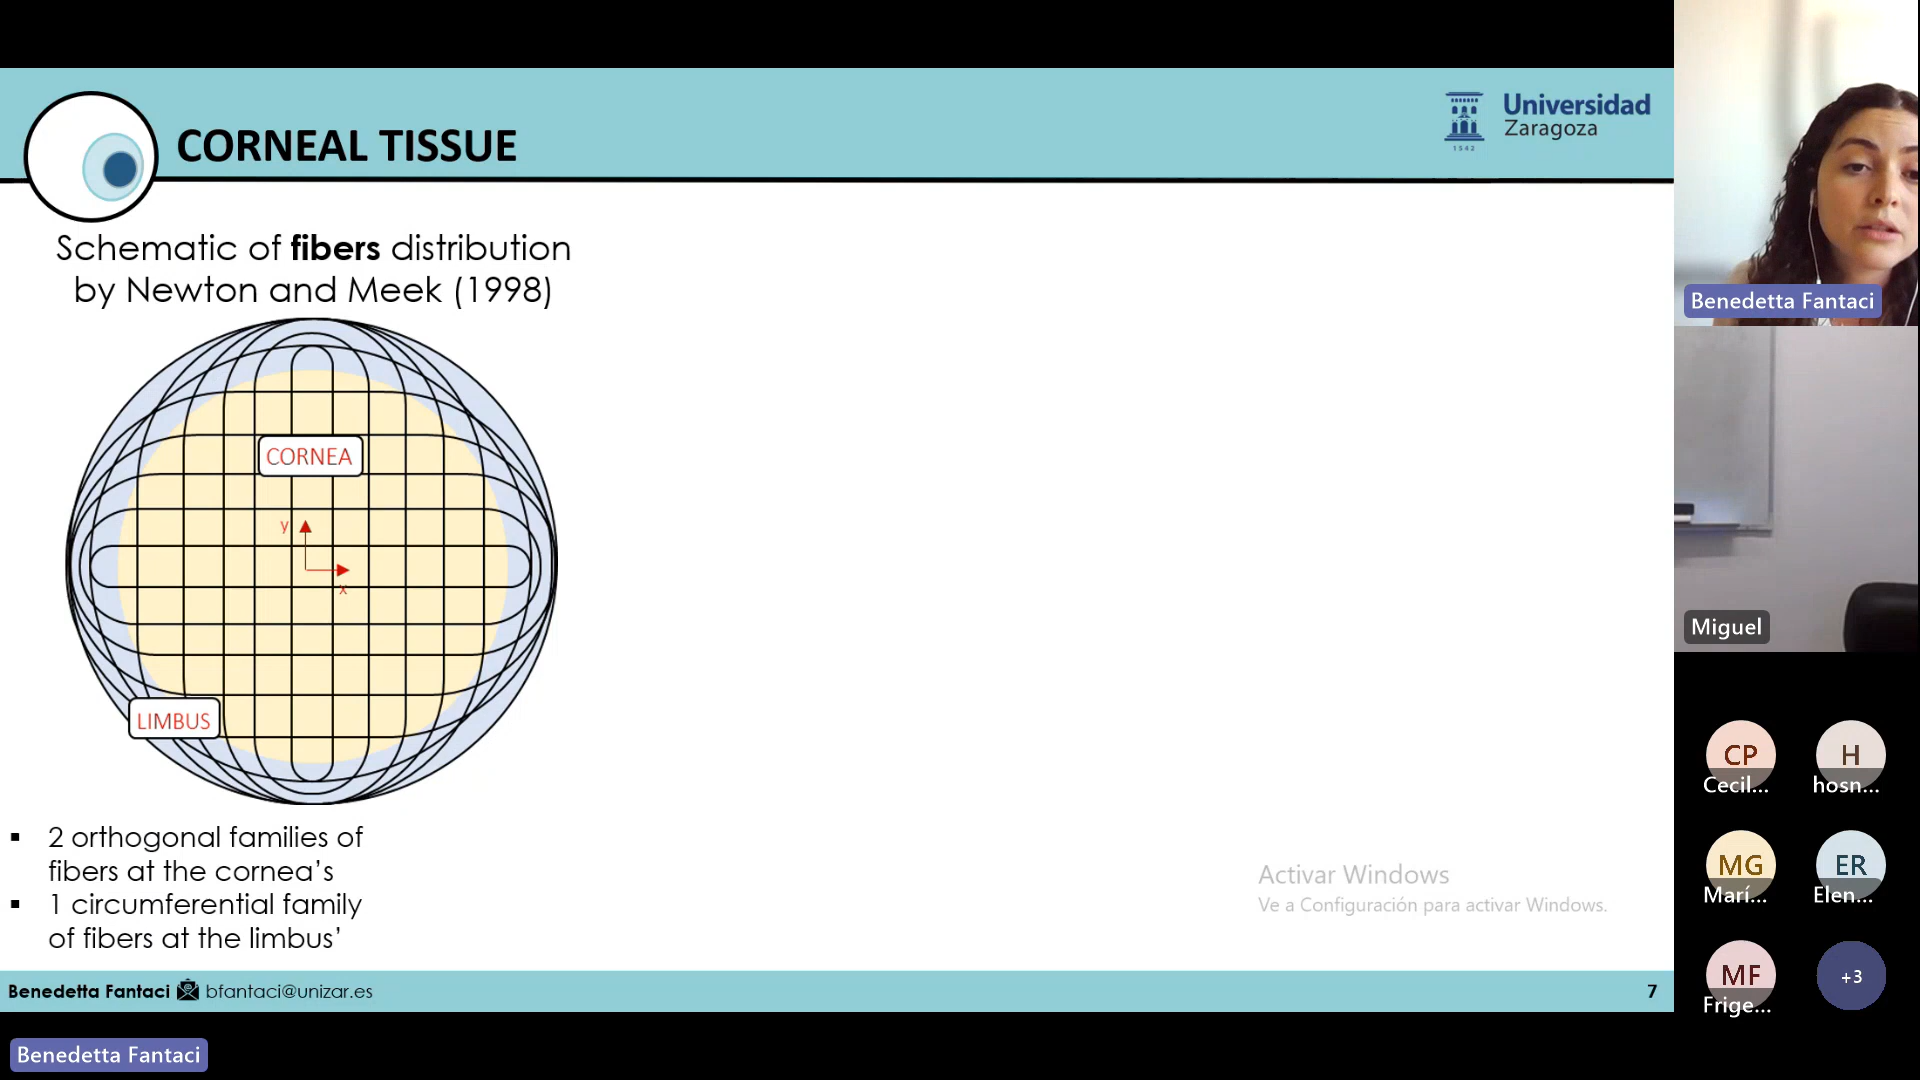 CORNEAL TISSUE
Universidad
Zaragoza
1542
Schematic of fibers distribution
by Newton and Meek (1998)
CORNEA
y
x
LIMBUS
▪ 2 orthogonal families of
fibers at the cornea’s
▪ 1 circumferential family
of fibers at the limbus’
Activar Windows
Ve a Configuración para activar Windows.
Benedetta Fantaci bfantaci@unizar.es
7
Benedetta Fantaci
Benedetta Fantaci
Miguel
CP
H
Cecil...
hosn...
MG
ER
Marí...
Elen...
MF
+3
Frige...